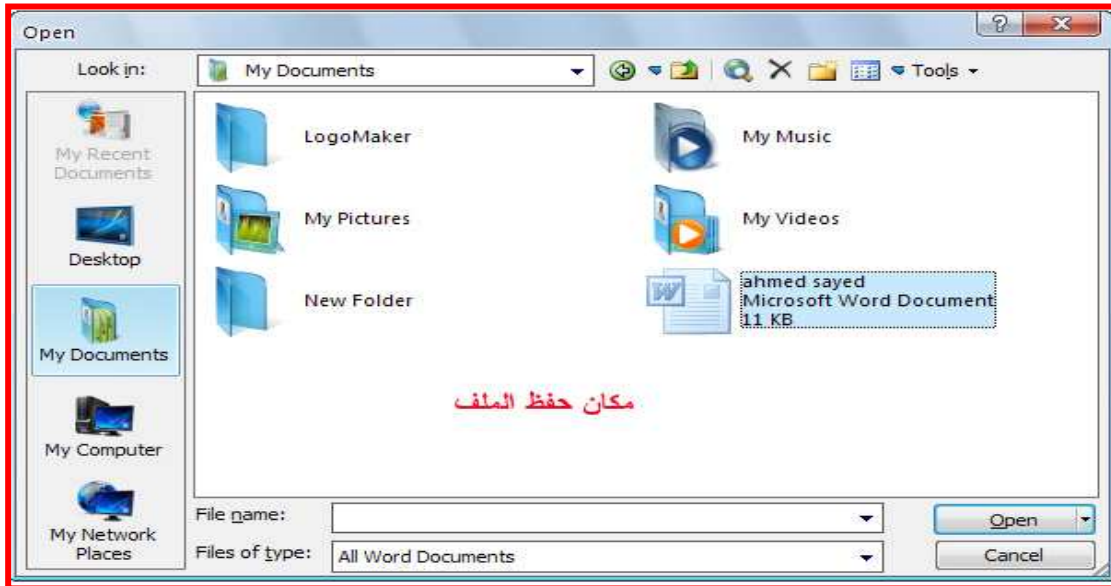 Open
Look in:
My Documents
Tools
My Recent
Documents
Desktop
My Documents
My Computer
My Network
Places
LogoMaker
My Music
My Pictures
My Videos
New Folder
ahmed sayed
Microsoft Word Document
11 KB
مكان حفظ الملف
File name:
Open
Files of type:
All Word Documents
Cancel